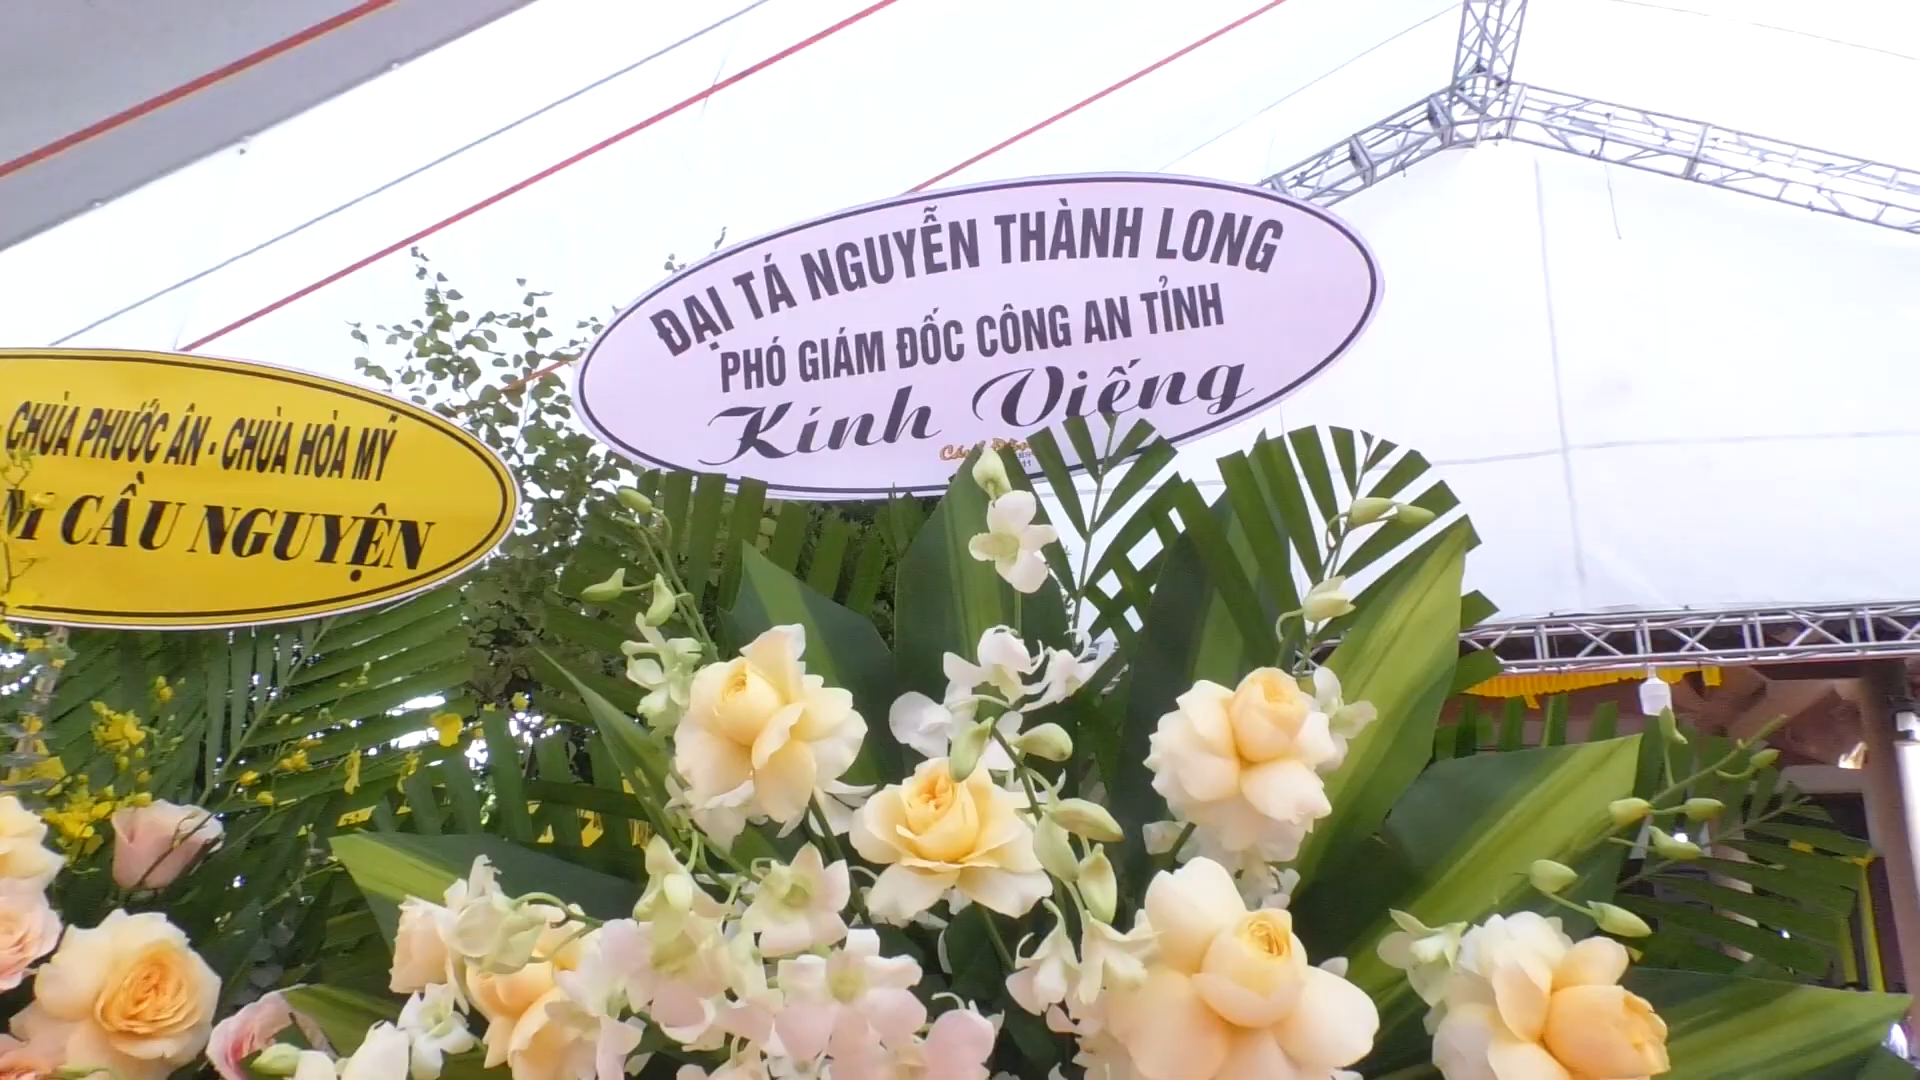 ĐẠI TÁ NGUYỄN THÀNH LONG
PHÓ GIÁM ĐỐC CÔNG AN TỈNH
Kính Viếng
CHÙA PHƯỚC ÂN - CHÙA HÒA MỸ
CẦU NGUYỆN